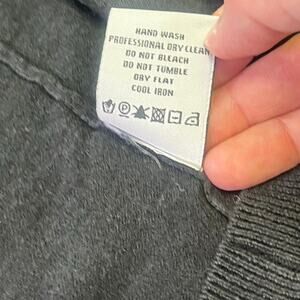 HAND WASH
PROFESSIONAL DRY CLEAN
DO NOT BLEACH
DO NOT TUMBLE
DRY FLAT
COOL IRON